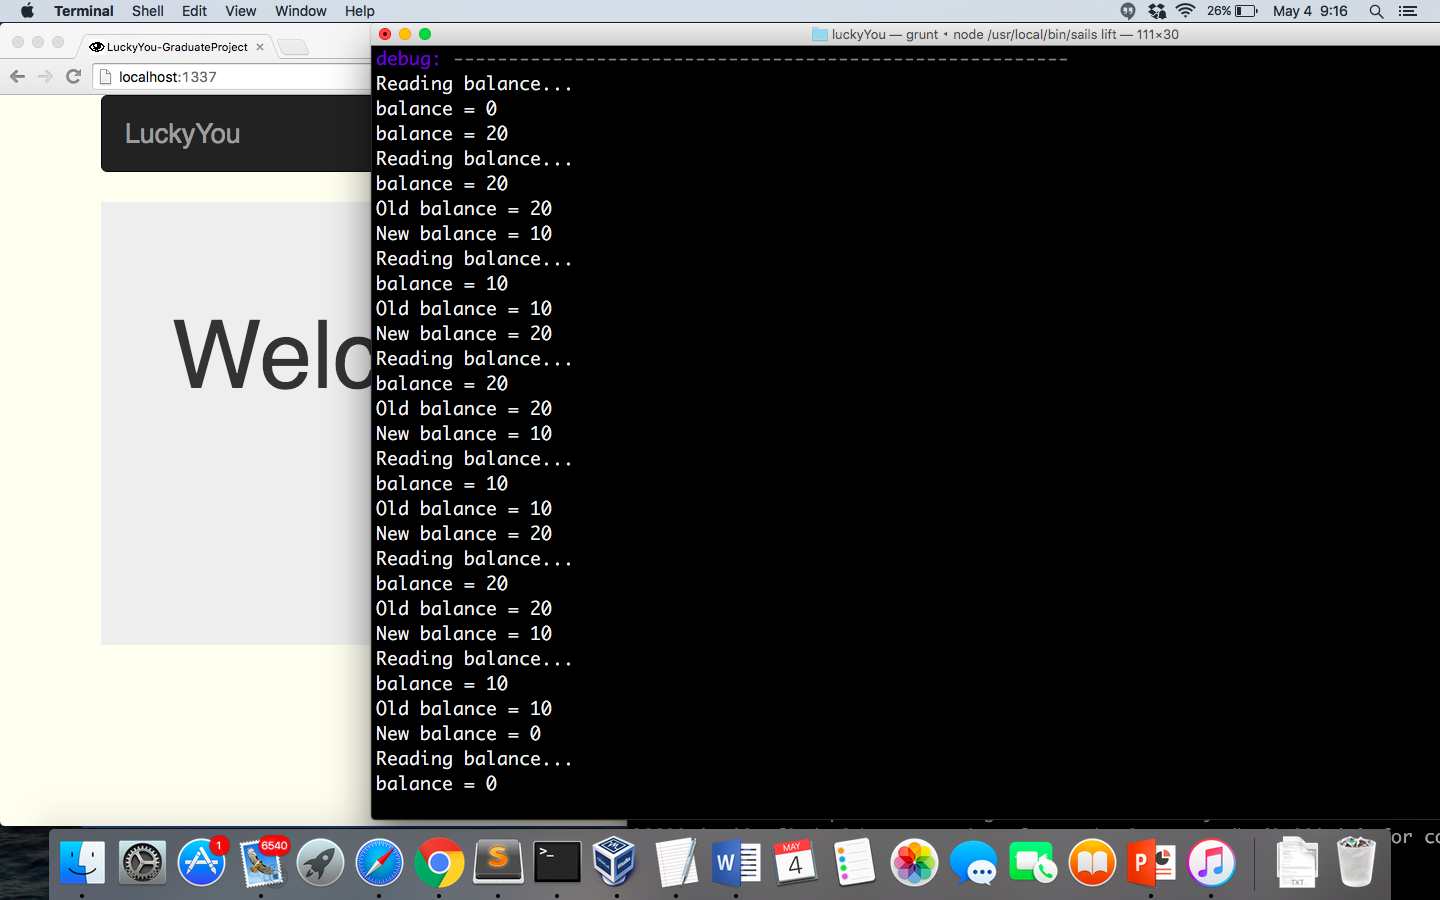 Terminal Shell Edit View Window Help 26% May 4 9:16
LuckyYou-GraduateProject
luckyYou — grunt • node /usr/local/bin/sails lift — 111×30
localhost:1337
LuckyYou
Welc
debug: --------------------------------------------------------
Reading balance...
balance = 0
balance = 20
Reading balance...
balance = 20
Old balance = 20
New balance = 10
Reading balance...
balance = 10
Old balance = 10
New balance = 20
Reading balance...
balance = 20
Old balance = 20
New balance = 10
Reading balance...
balance = 10
Old balance = 10
New balance = 20
Reading balance...
balance = 20
Old balance = 20
New balance = 10
Reading balance...
balance = 10
Old balance = 10
New balance = 0
Reading balance...
balance = 0
for co
1
6540
S
>_
W
MAY
4
P
TXT